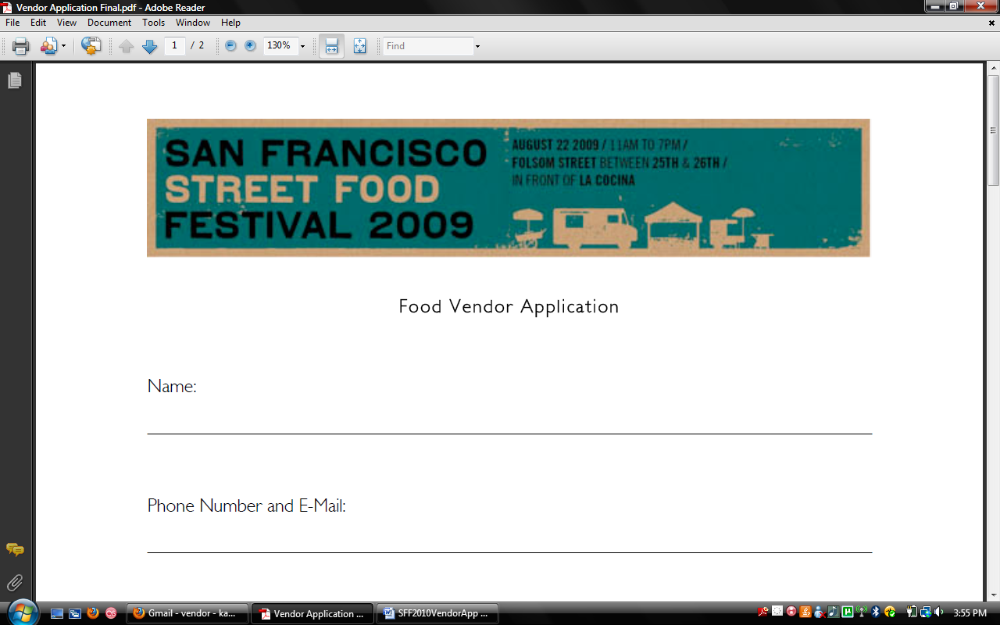 Vendor Application Final.pdf - Adobe Reader
File Edit View Document Tools Window Help
1 / 2 130% Find
SAN FRANCISCO
STREET FOOD
FESTIVAL 2009
AUGUST 22 2009 / 11AM TO 7PM /
FOLSOM STREET BETWEEN 25TH & 26TH /
IN FRONT OF LA COCINA
Food Vendor Application
Name:
Phone Number and E-Mail:
Gmail - vendor - ka... Vendor Application ... SFF2010VendorApp ... 3:55 PM